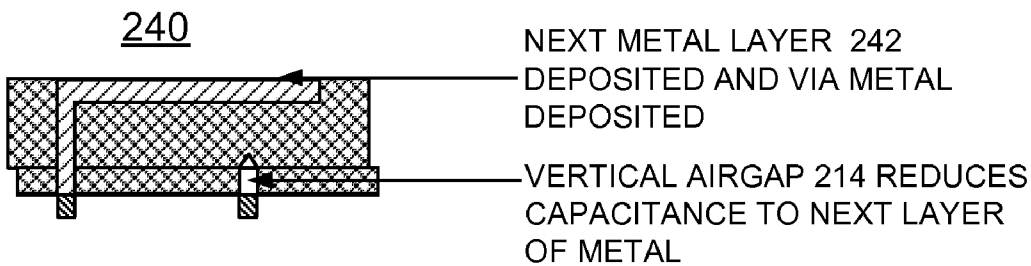 240
NEXT METAL LAYER 242
DEPOSITED AND VIA METAL
DEPOSITED
VERTICAL AIRGAP 214 REDUCES
CAPACITANCE TO NEXT LAYER
OF METAL